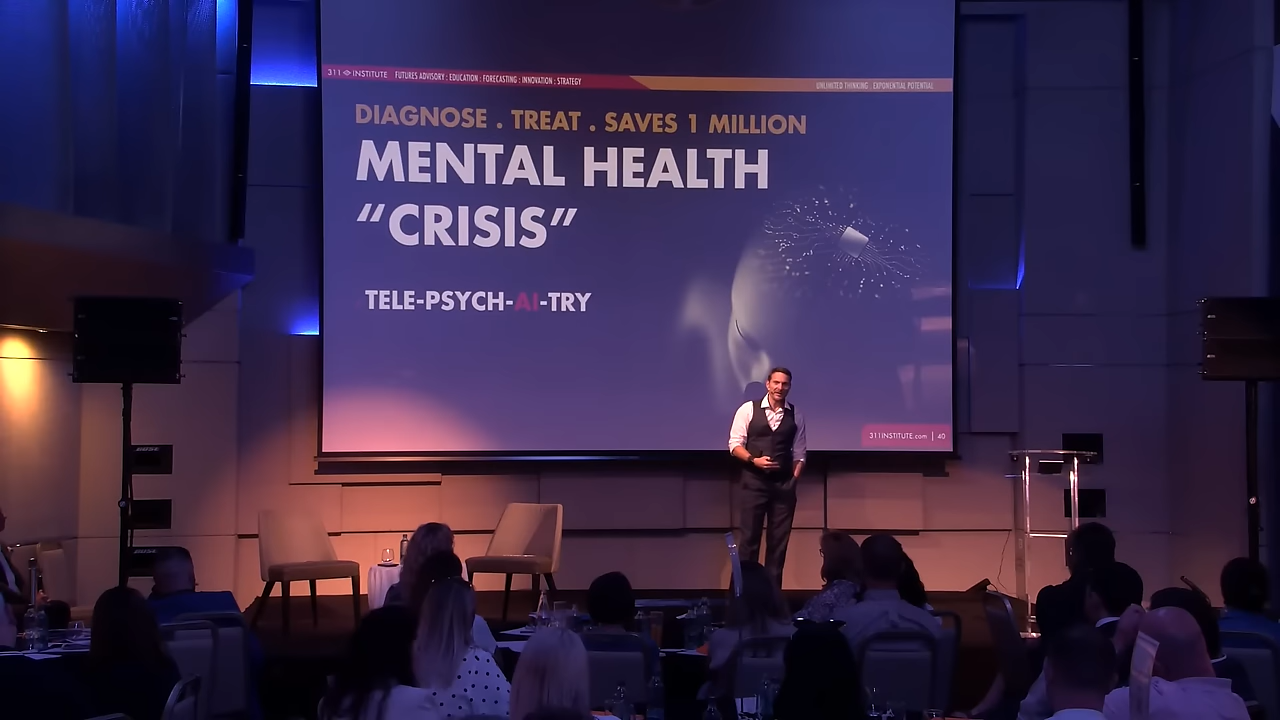 311 INSTITUTE FUTURES ADVISORY : EDUCATION : FORECASTING : INNOVATION : STRATEGY
UNLIMITED THINKING . EXPONENTIAL POTENTIAL
DIAGNOSE . TREAT . SAVES 1 MILLION
MENTAL HEALTH
“CRISIS”
TELE-PSYCH-AI-TRY
311INSTITUTE.com | 40